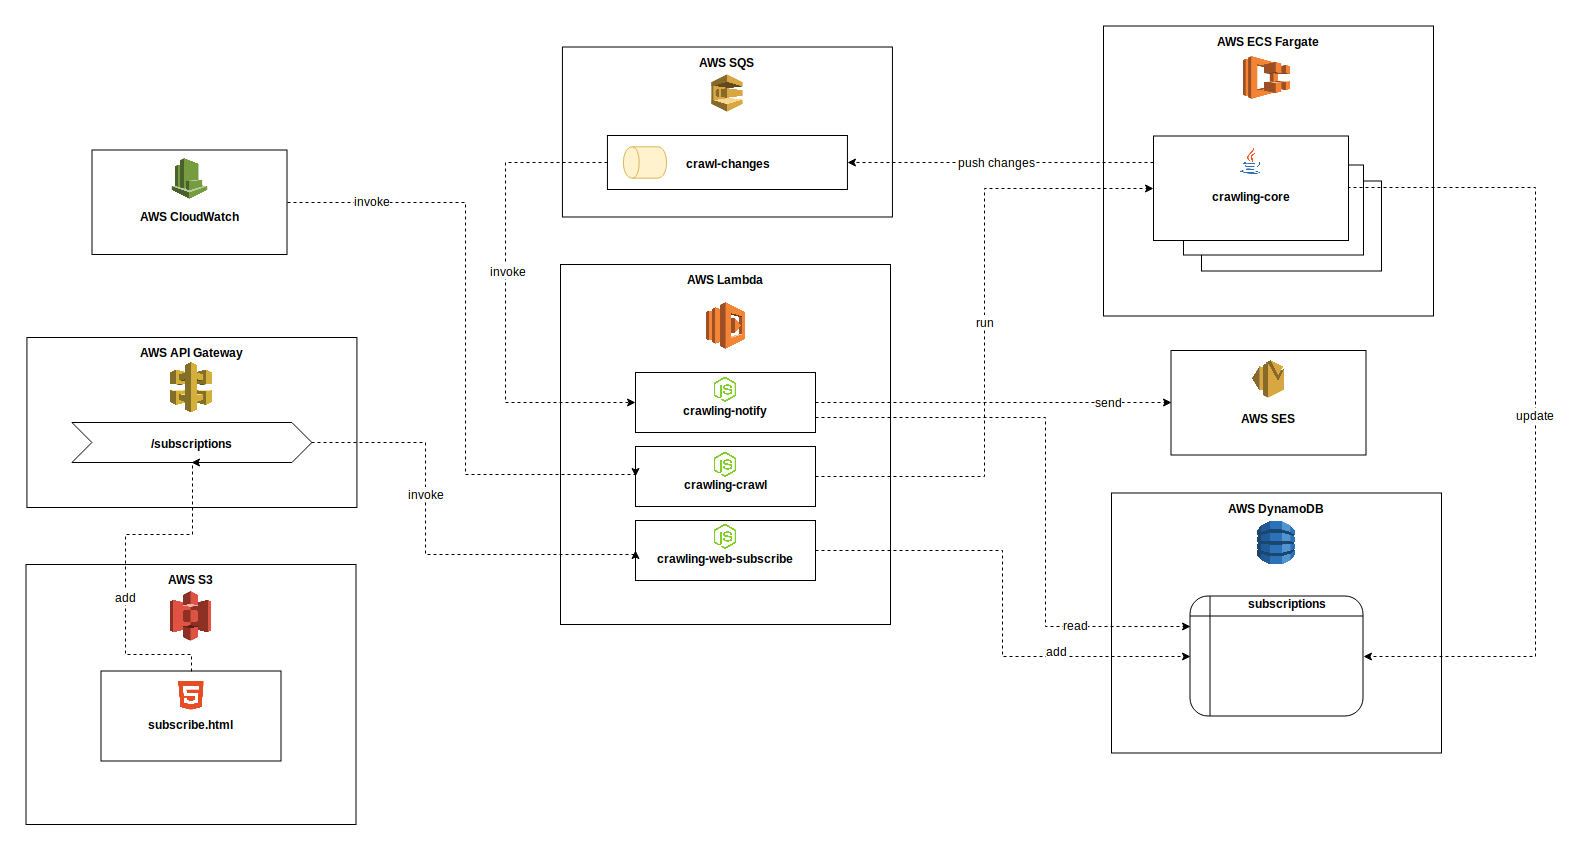 AWS ECS Fargate
AWS SQS
crawl-changes
push changes
crawling-core
AWS CloudWatch
invoke
invoke
AWS Lambda
run
AWS API Gateway
/subscriptions
crawling-notify
send
AWS SES
update
crawling-crawl
invoke
crawling-web-subscribe
AWS DynamoDB
AWS S3
add
subscriptions
read
add
subscribe.html